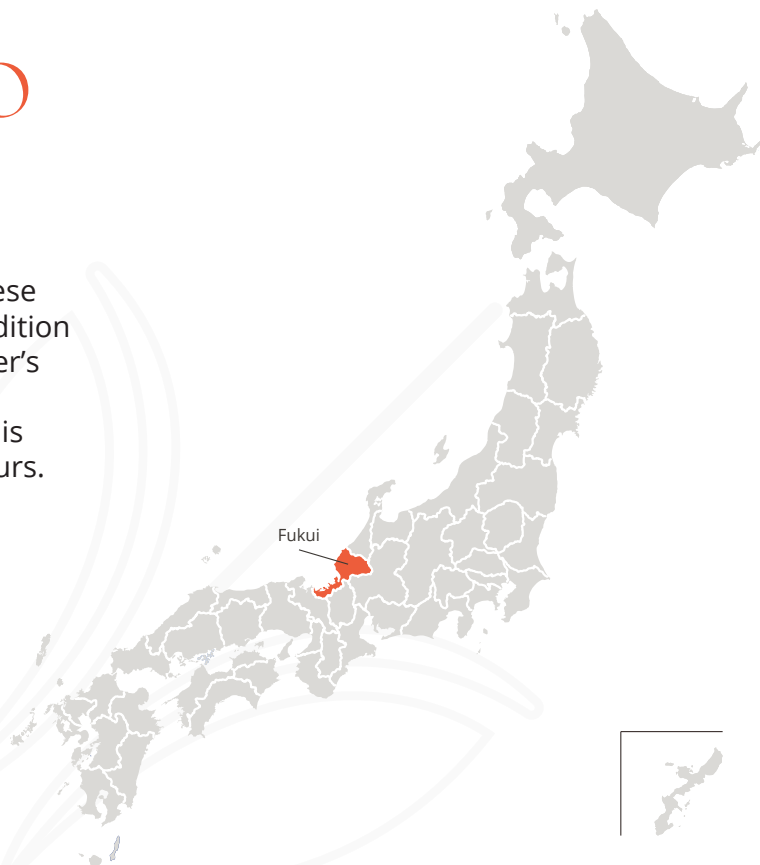 ese
dition
er’s
is
urs.
Fukui